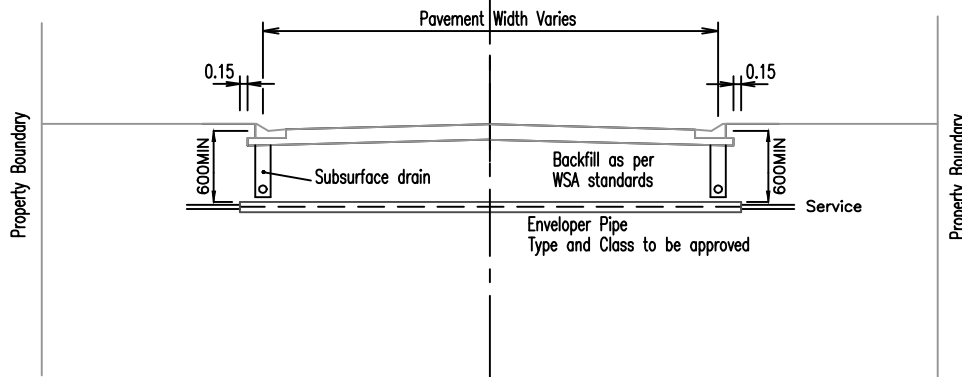 Pavement Width Varies
0.15
0.15
Property Boundary
600MIN
Subsurface drain
Backfill as per
WSA standards
600MIN
Property Boundary
Service
Enveloper Pipe
Type and Class to be approved